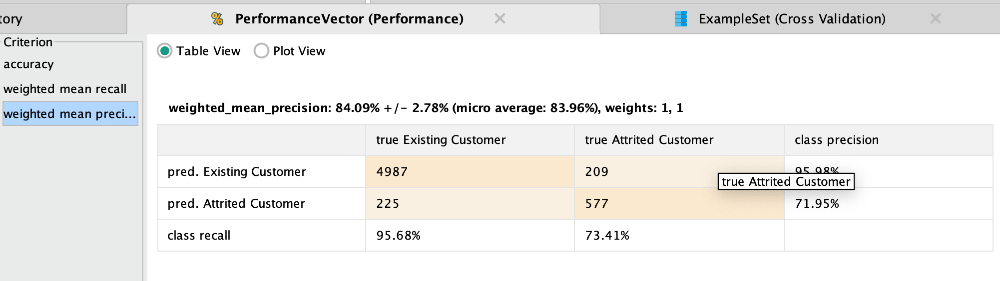 tory
PerformanceVector (Performance)
ExampleSet (Cross Validation)
Criterion
accuracy
weighted mean recall
weighted mean preci...
Table View
Plot View
weighted_mean_precision: 84.09% +/- 2.78% (micro average: 83.96%), weights: 1, 1
true Existing Customer true Attrited Customer class precision
pred. Existing Customer 4987 209 95.98%
true Attrited Customer
pred. Attrited Customer 225 577 71.95%
class recall 95.68% 73.41%